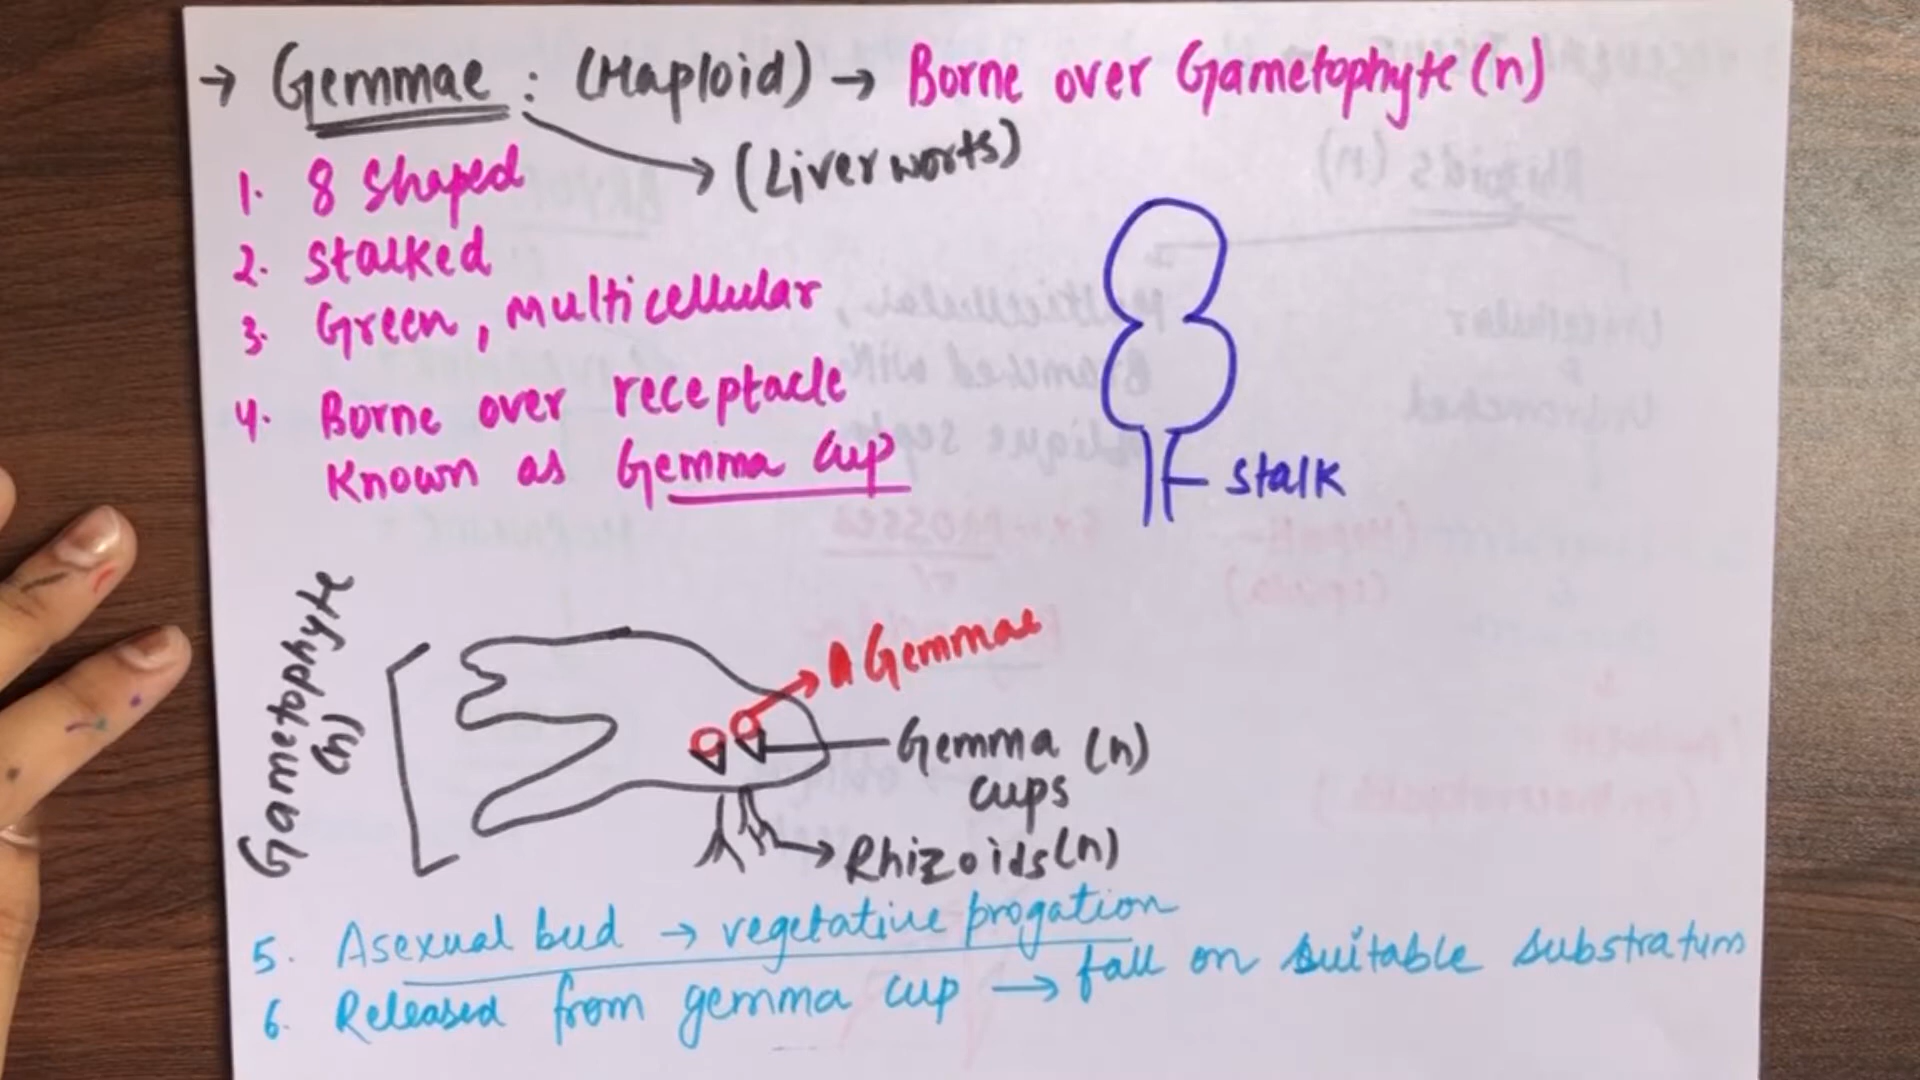 → Gemmae : (Haploid) → Borne over Gametophyte (n)
→ (Liverworts)
1. 8 shaped
2. stalked
3. Green, multicellular
4. Borne over receptacle
known as Gemma cup
stalk
Gametophyte
(n)
Gemmae
Gemma (n)
cups
Rhizoids (n)
5. Asexual bud → vegetative progation
6. Released from gemma cup → fall on suitable substratum